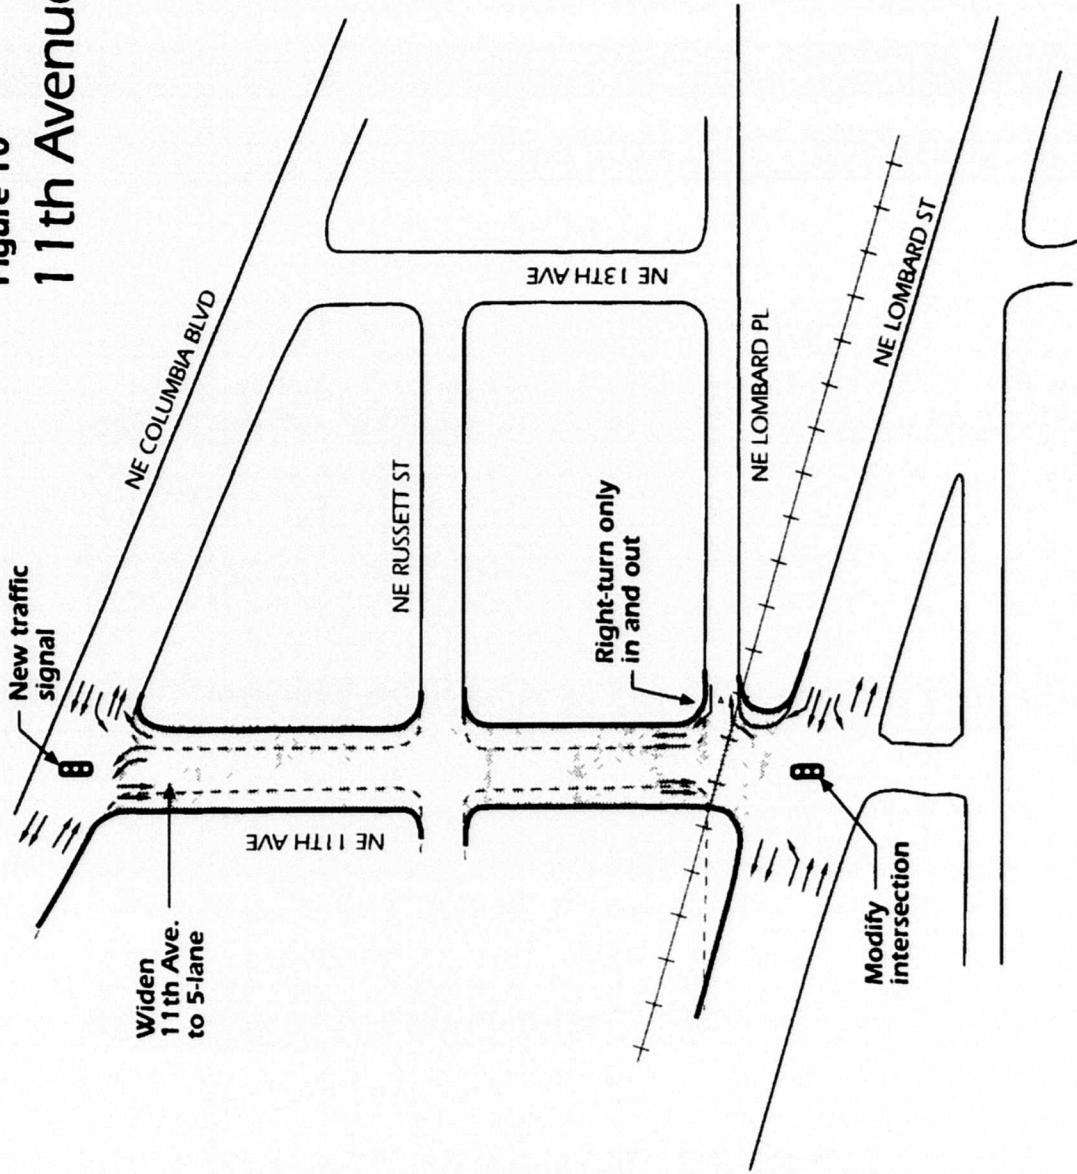 Figure 10
11th Avenue
NE COLUMBIA BLVD
New traffic
signal
NE 13TH AVE
NE LOMBARD PL
NE LOMBARD ST
NE RUSSETT ST
Right-turn only
in and out
NE 11TH AVE
Widen
11th Ave.
to 5-lane
Modify
intersection